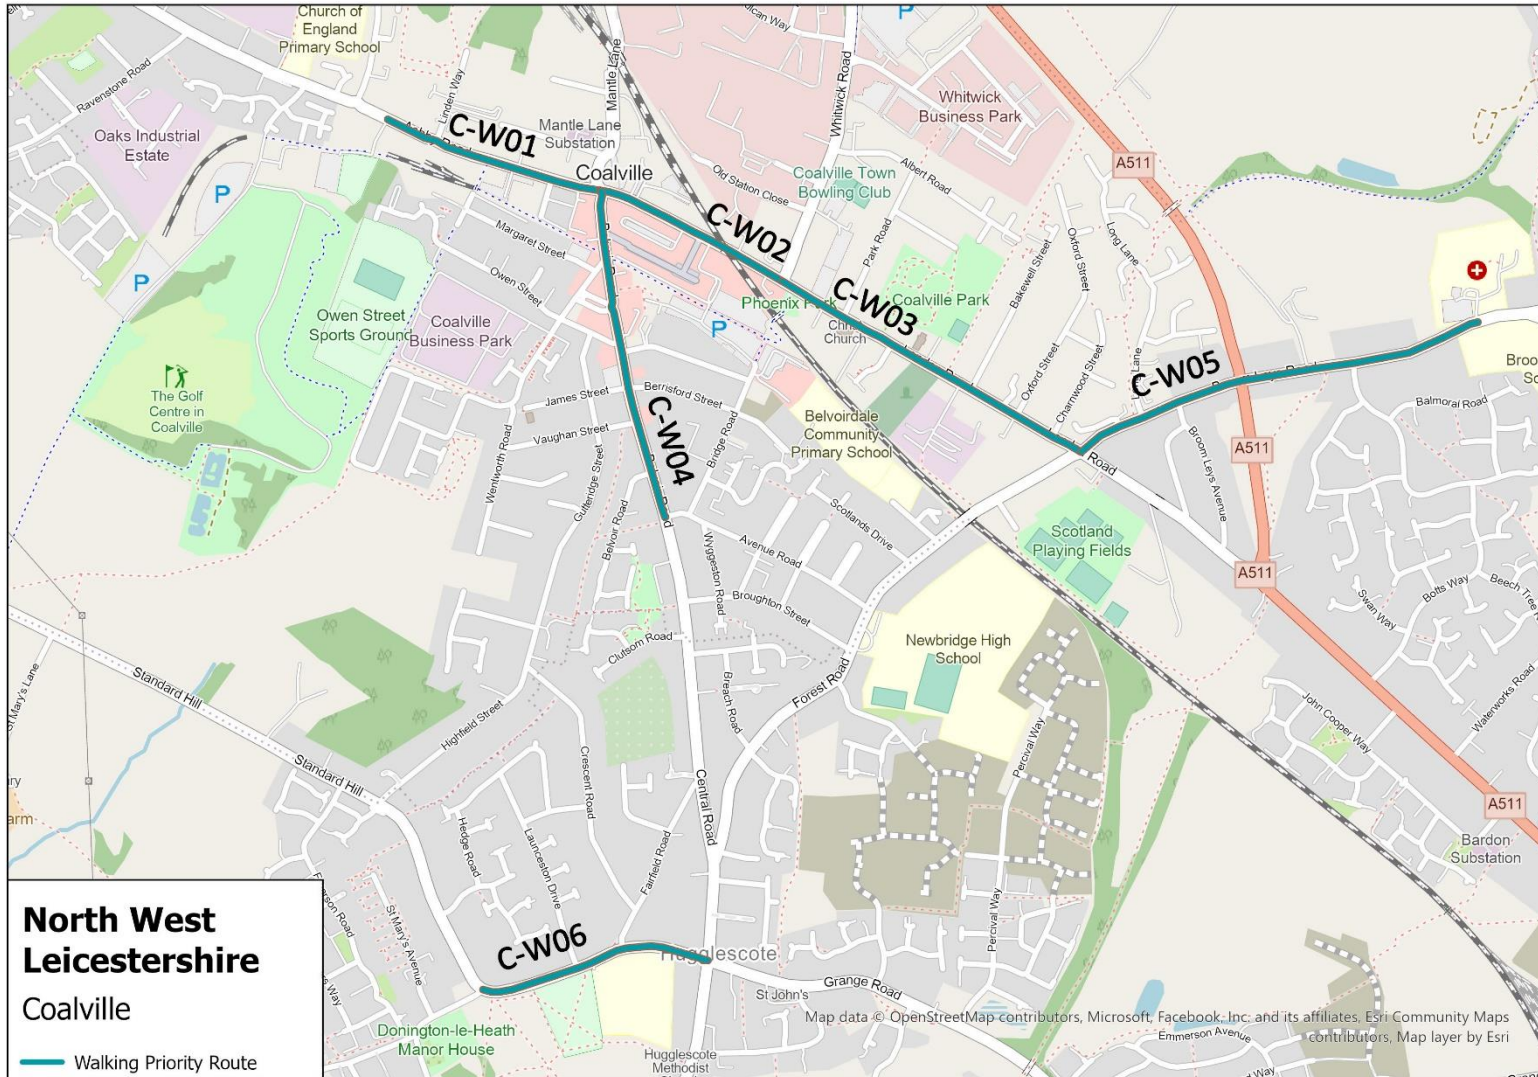 Church of
England
Primary School
Ravenstone Road
Oaks Industrial
Estate
P
P
Linden Way
Mantle Lane
Mantle Lane
Substation
Coalville
C-W01
Whitwick Road
P
Whitwick
Business Park
A511
Old Station Close
Coalville Town
Bowling Club
Albert Road
Park Road
C-W02
Phoenix Park
C-W03
Coalville Park
Church
Bakewell Street
Oxford Street
Long Lane
Oxford Street
Charnwood Street
C-W05
Road
Broom Leys Avenue
A511
A511
Balmoral Road
Botts Way
Swan Way
Waterworks Road
Margaret Street
Owen Street
Owen Street
Sports Ground
Coalville
Business Park
P
The Golf
Centre in
Coalville
James Street
Vaughan Street
Wentworth Road
Gutteridge Street
Belvoir Road
Berrisford Street
Bridge Road
C-W04
Belvoirdale
Community
Primary School
Scotlands Drive
Avenue Road
Wyggeston Road
Broughton Street
Scotland
Playing Fields
Newbridge High
School
Forest Road
Clutsom Road
Breach Road
Central Road
Percival Way
Percival Way
Standard Hill
Standard Hill
St Mary's Lane
Highfield Street
Crescent Road
Hedge Road
Launceston Drive
Fairfield Road
John Cooper Way
A511
Bardon
Substation
C-W06
Hugglescote
St John's
Grange Road
St Mary's Avenue
Donington-le-Heath
Manor House
Hugglescote
Methodist
Emmerson Avenue
Map data © OpenStreetMap contributors, Microsoft, Facebook, Inc. and its affiliates, Esri Community Maps
contributors, Map layer by Esri
North West
Leicestershire
Coalville
Walking Priority Route